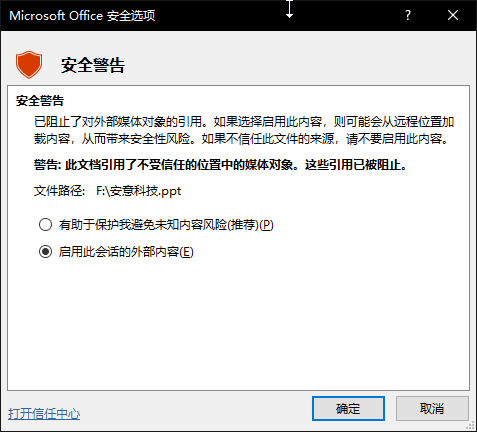 Microsoft Office 安全选项
安全警告
安全警告
已阻止了对外部媒体对象的引用。如果选择启用此内容，则可能会从远程位置加
载内容，从而带来安全性风险。如果不信任此文件的来源，请不要启用此内容。
警告: 此文档引用了不受信任的位置中的媒体对象。这些引用已被阻止。
文件路径: F:\安意科技.ppt
有助于保护我避免未知内容风险(推荐)(P)
启用此会话的外部内容(E)
打开信任中心
确定
取消